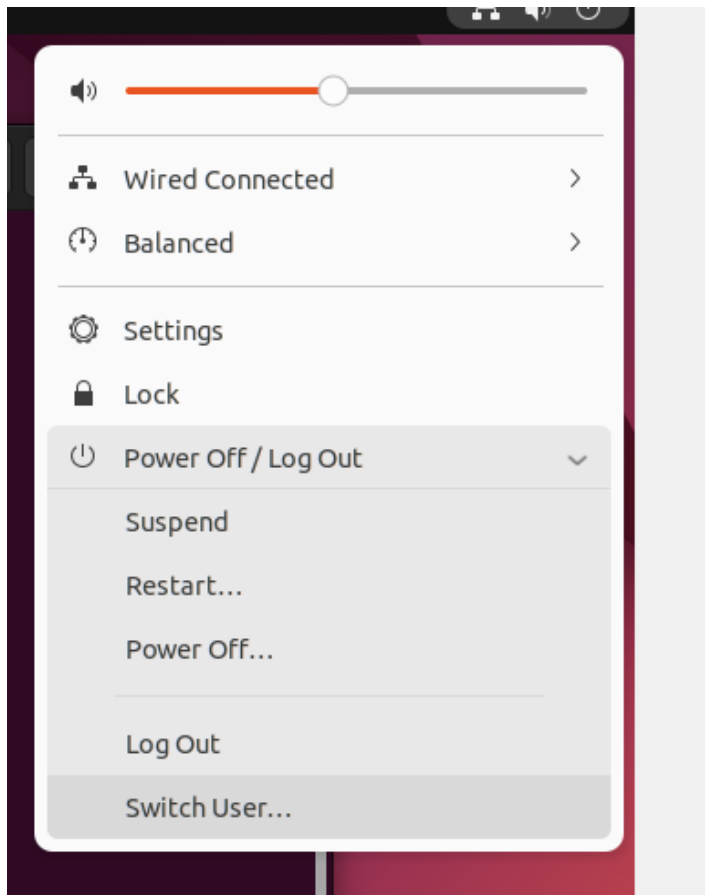 Wired Connected
Balanced
Settings
Lock
Power Off / Log Out
Suspend
Restart…
Power Off…
Log Out
Switch User…